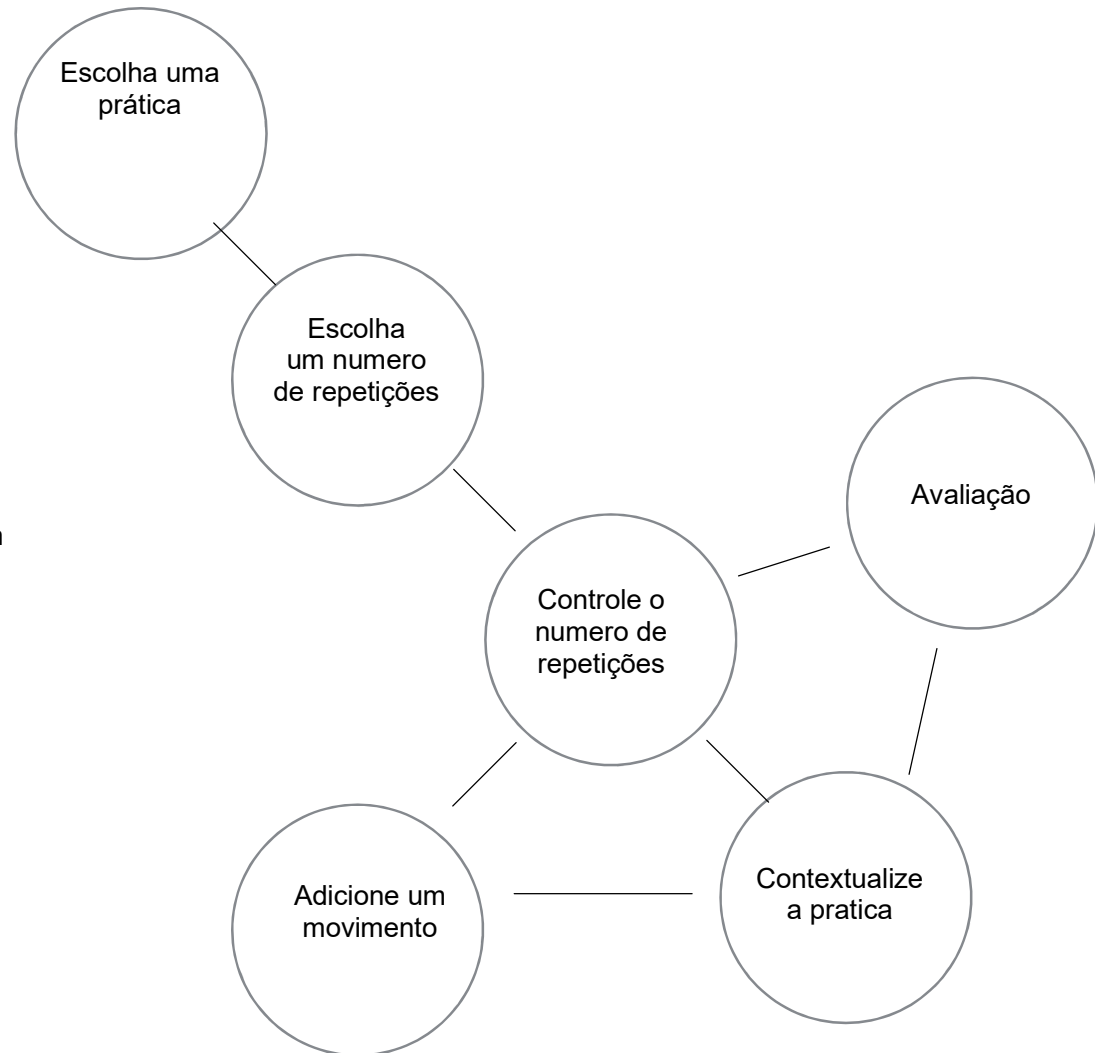 Escolha uma
prática
Escolha
um numero
de repetições
Avaliação
Controle o
numero de
repetições
Adicione um
movimento
Contextualize
a pratica